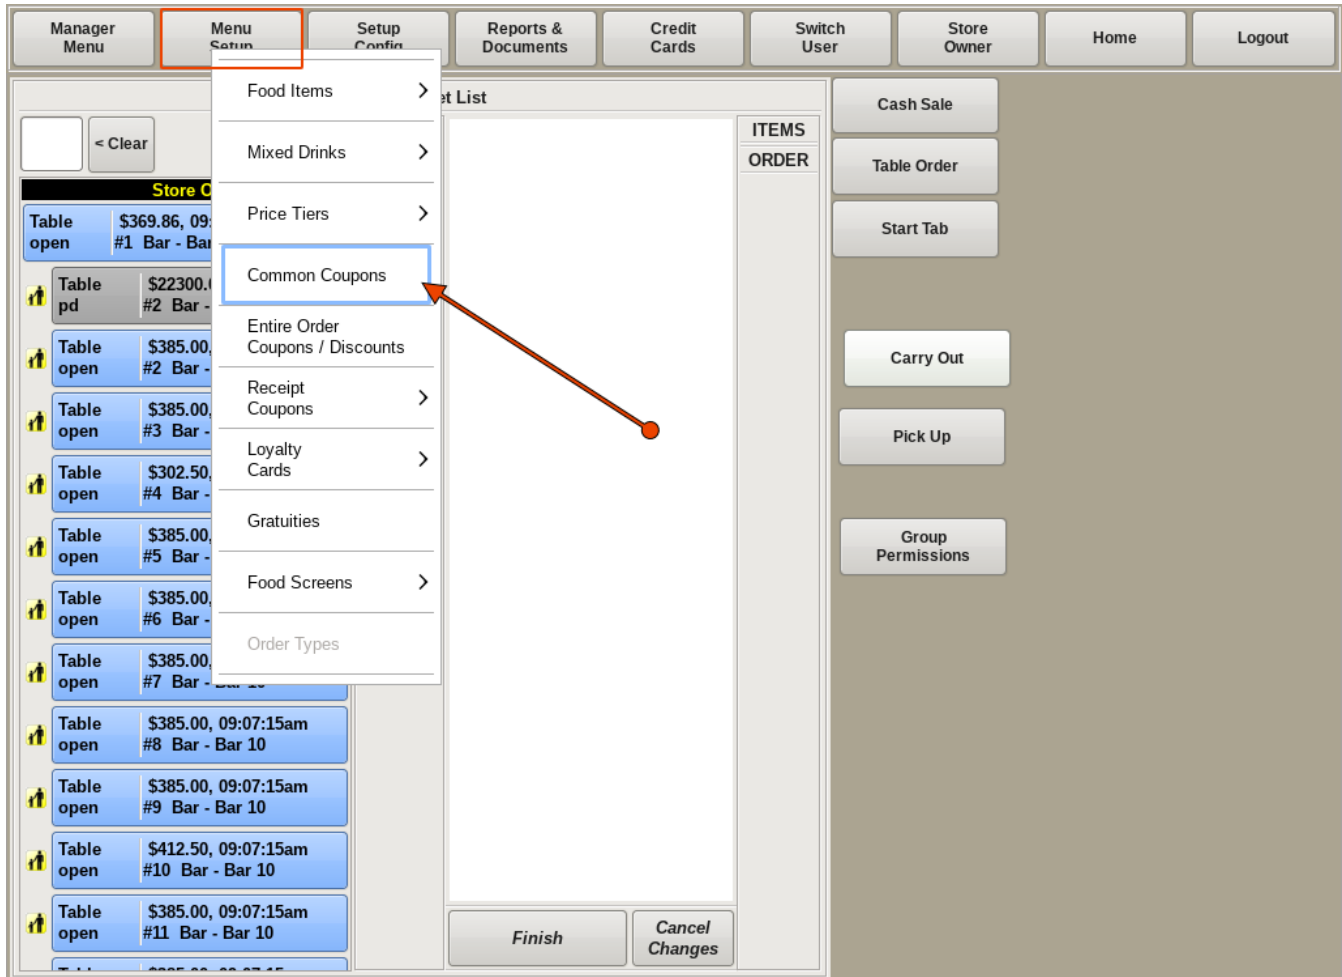 Manager
Menu
Menu
Setup
Setup
Config
Reports &
Documents
Credit
Cards
Switch
User
Store
Owner
Home
Logout
Food Items
Mixed Drinks
Price Tiers
Common Coupons
Entire Order
Coupons / Discounts
Receipt
Coupons
Loyalty
Cards
Gratuities
Food Screens
Order Types
et List
< Clear
ITEMS
ORDER
Store O
Table $369.86, 09:
open #1 Bar - Bar
Table $22300.
pd #2 Bar -
Table $385.00,
open #2 Bar -
Table $385.00,
open #3 Bar -
Table $302.50,
open #4 Bar -
Table $385.00,
open #5 Bar -
Table $385.00,
open #6 Bar -
Table $385.00,
open #7 Bar -
Table $385.00, 09:07:15am
open #8 Bar - Bar 10
Table $385.00, 09:07:15am
open #9 Bar - Bar 10
Table $412.50, 09:07:15am
open #10 Bar - Bar 10
Table $385.00, 09:07:15am
open #11 Bar - Bar 10
Finish
Cancel
Changes
Cash Sale
Table Order
Start Tab
Carry Out
Pick Up
Group
Permissions